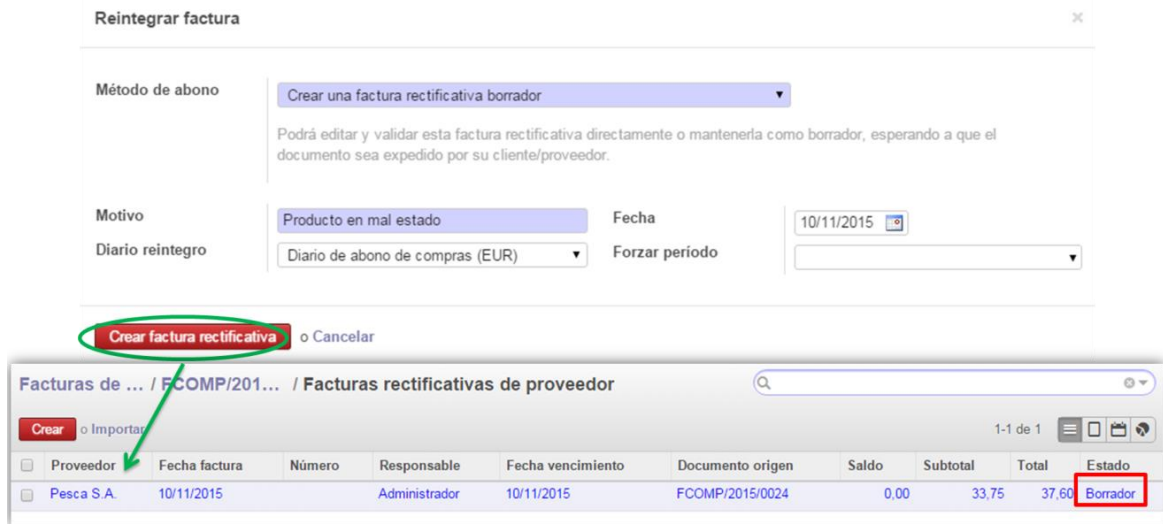 Reintegrar factura
Método de abono
Crear una factura rectificativa borrador
Podrá editar y validar esta factura rectificativa directamente o mantenerla como borrador, esperando a que el
documento sea expedido por su cliente/proveedor.
Motivo Producto en mal estado Fecha 10/11/2015
Diario reintegro Diario de abono de compras (EUR) Forzar período
Crear factura rectificativa o Cancelar
Facturas de ... / FCOMP/201... / Facturas rectificativas de proveedor
Crear o Importar 1-1 de 1
Proveedor Fecha factura Número Responsable Fecha vencimiento Documento origen Saldo Subtotal Total Estado
Pesca S.A. 10/11/2015 Administrador 10/11/2015 FCOMP/2015/0024 0,00 33,75 37,60 Borrador